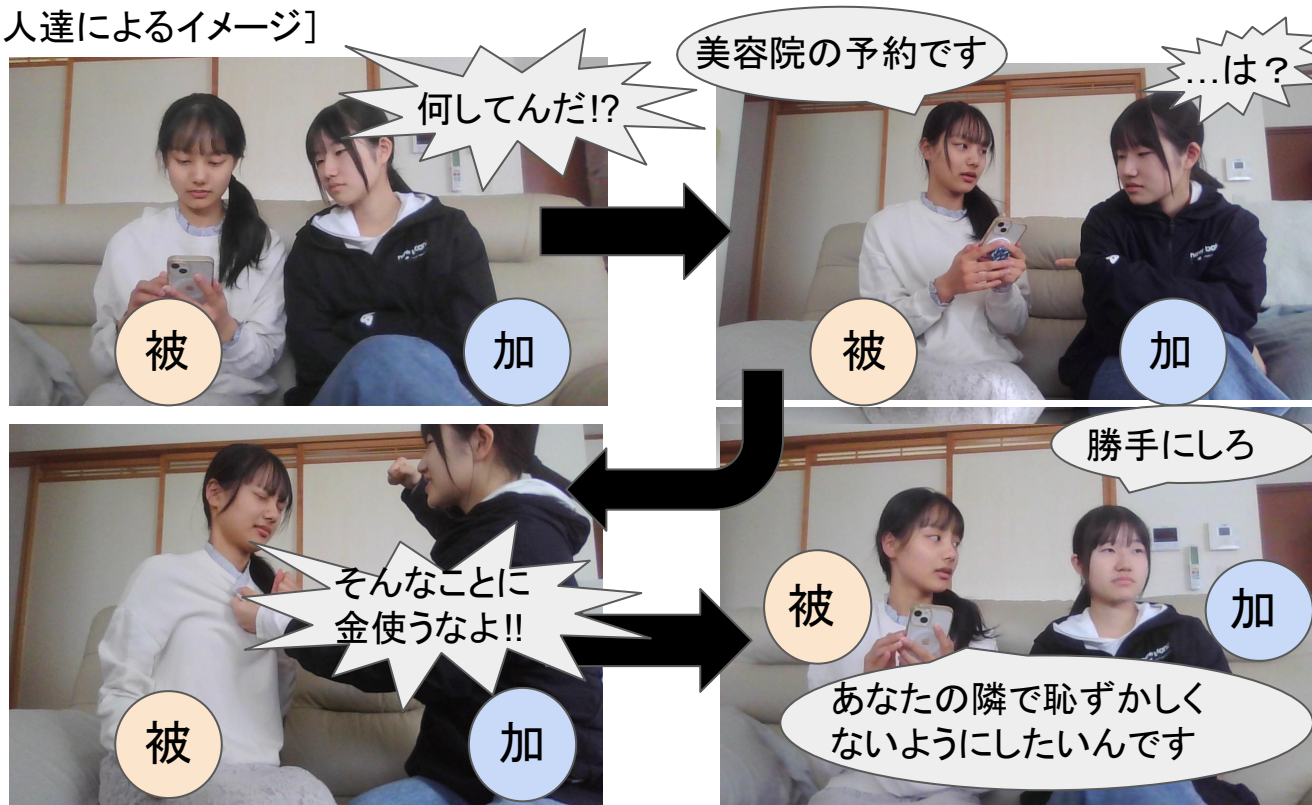 人達によるイメージ]
何してんだ!?
被
加
美容院の予約です
…は？
被
加
そんなことに
金使うなよ!!
被
加
勝手にしろ
被
加
あなたの隣で恥ずかしく
ないようにしたいんです